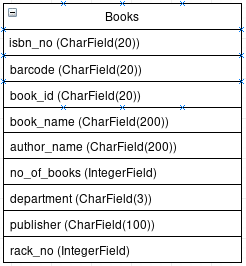 Books
isbn_no (CharField(20))
barcode (CharField(20))
book_id (CharField(20))
book_name (CharField(200))
author_name (CharField(200))
no_of_books (IntegerField)
department (CharField(3))
publisher (CharField(100))
rack_no (IntegerField)